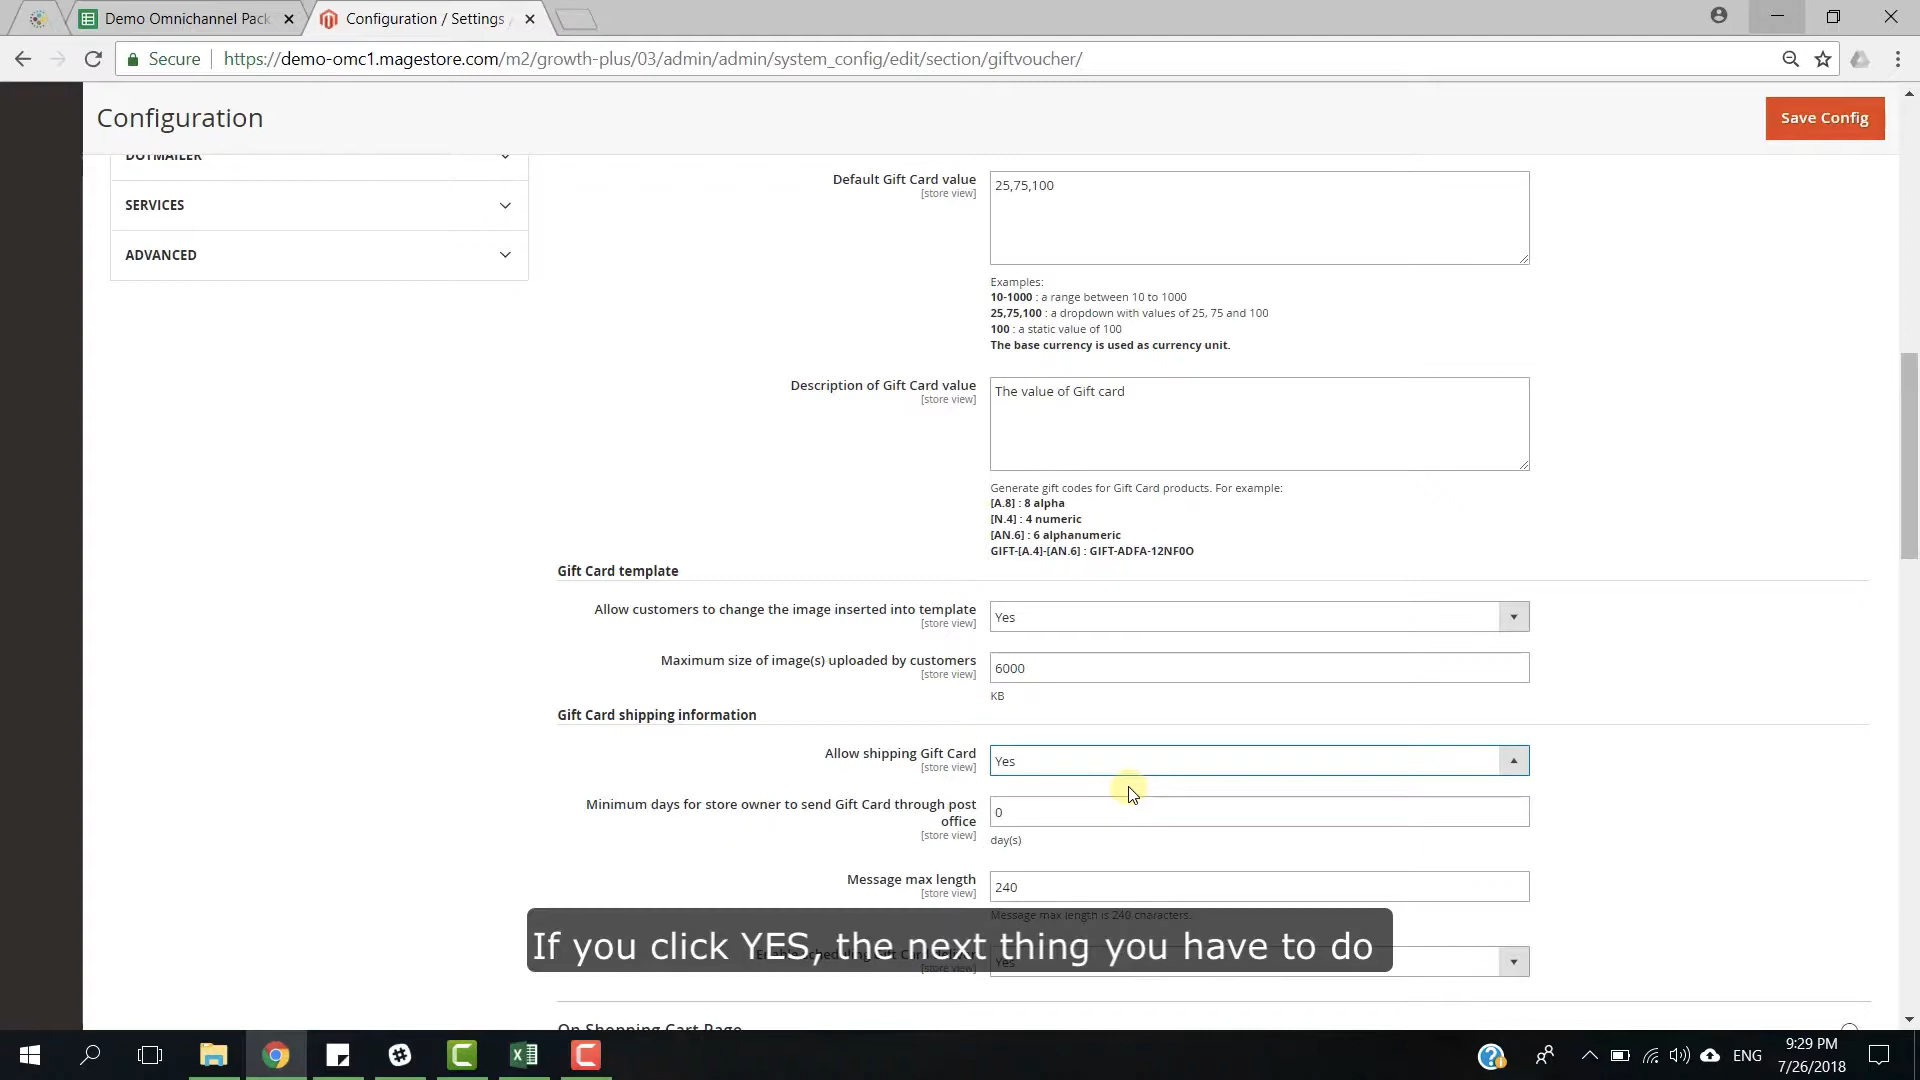 Demo Omnichannel Pack
Configuration / Settings
Secure
https://demo-omc1.magestore.com/m2/growth-plus/03/admin/admin/system_config/edit/section/giftvoucher/
Configuration
Save Config
DOTMAILER
SERVICES
ADVANCED
Default Gift Card value
[store view]
25,75,100
Examples:
10-1000 : a range between 10 to 1000
25,75,100 : a dropdown with values of 25, 75 and 100
100 : a static value of 100
The base currency is used as currency unit.
Description of Gift Card value
[store view]
The value of Gift card
Generate gift codes for Gift Card products. For example:
[A.8] : 8 alpha
[N.4] : 4 numeric
[AN.6] : 6 alphanumeric
GIFT-[A.4]-[AN.6] : GIFT-ADFA-12NF0O
Gift Card template
Allow customers to change the image inserted into template
[store view]
Yes
Maximum size of image(s) uploaded by customers
[store view]
6000
KB
Gift Card shipping information
Allow shipping Gift Card
[store view]
Yes
Minimum days for store owner to send Gift Card through post
office
[store view]
0
day(s)
Message max length
[store view]
240
Message max length is 240 characters.
If you click YES, the next thing you have to do
[store view]
Yes
On Shopping Cart Page
ENG
9:29 PM
7/26/2018